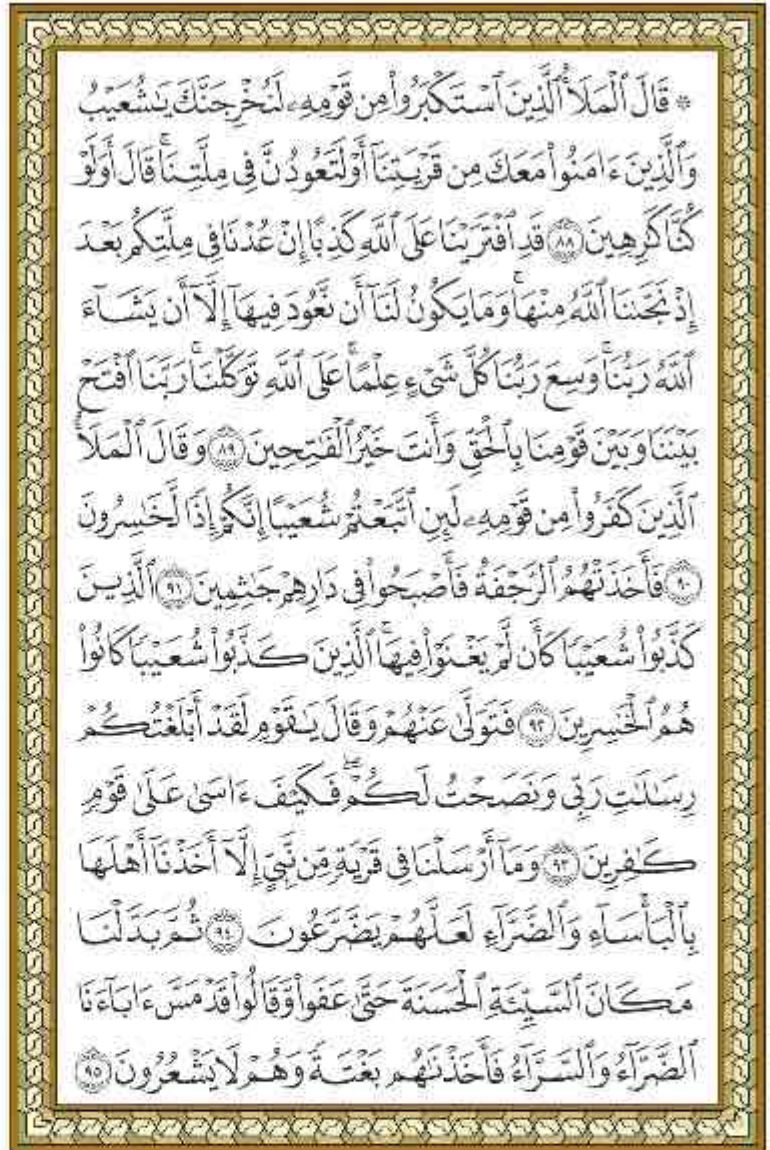 ۞ قَالَ ٱلْمَلَأُ ٱلَّذِينَ ٱسْتَكْبَرُوا۟ مِن قَوْمِهِۦ لَنُخْرِجَنَّكَ يَـٰشُعَيْبُ
وَٱلَّذِينَ ءَامَنُوا۟ مَعَكَ مِن قَرْيَتِنَآ أَوْ لَتَعُودُنَّ فِى مِلَّتِنَا ۚ قَالَ أَوَلَوْ
كُنَّا كَـٰرِهِينَ ﴿٨٨﴾ قَدِ ٱفْتَرَيْنَا عَلَى ٱللَّهِ كَذِبًا إِنْ عُدْنَا فِى مِلَّتِكُم بَعْدَ
إِذْ نَجَّىٰنَا ٱللَّهُ مِنْهَا ۚ وَمَا يَكُونُ لَنَآ أَن نَّعُودَ فِيهَآ إِلَّآ أَن يَشَآءَ
ٱللَّهُ رَبُّنَا ۚ وَسِعَ رَبُّنَا كُلَّ شَىْءٍ عِلْمًا ۚ عَلَى ٱللَّهِ تَوَكَّلْنَا ۚ رَبَّنَا ٱفْتَحْ
بَيْنَنَا وَبَيْنَ قَوْمِنَا بِٱلْحَقِّ وَأَنتَ خَيْرُ ٱلْفَـٰتِحِينَ ﴿٨٩﴾ وَقَالَ ٱلْمَلَأُ
ٱلَّذِينَ كَفَرُوا۟ مِن قَوْمِهِۦ لَئِنِ ٱتَّبَعْتُمْ شُعَيْبًا إِنَّكُمْ إِذًا لَّخَـٰسِرُونَ
﴿٩٠﴾ فَأَخَذَتْهُمُ ٱلرَّجْفَةُ فَأَصْبَحُوا۟ فِى دَارِهِمْ جَـٰثِمِينَ ﴿٩١﴾ ٱلَّذِينَ
كَذَّبُوا۟ شُعَيْبًا كَأَن لَّمْ يَغْنَوْا۟ فِيهَا ۚ ٱلَّذِينَ كَذَّبُوا۟ شُعَيْبًا كَانُوا۟
هُمُ ٱلْخَـٰسِرِينَ ﴿٩٢﴾ فَتَوَلَّىٰ عَنْهُمْ وَقَالَ يَـٰقَوْمِ لَقَدْ أَبْلَغْتُكُمْ
رِسَـٰلَـٰتِ رَبِّى وَنَصَحْتُ لَكُمْ ۖ فَكَيْفَ ءَاسَىٰ عَلَىٰ قَوْمٍ
كَـٰفِرِينَ ﴿٩٣﴾ وَمَآ أَرْسَلْنَا فِى قَرْيَةٍ مِّن نَّبِىٍّ إِلَّآ أَخَذْنَآ أَهْلَهَا
بِٱلْبَأْسَآءِ وَٱلضَّرَّآءِ لَعَلَّهُمْ يَضَّرَّعُونَ ﴿٩٤﴾ ثُمَّ بَدَّلْنَا
مَكَانَ ٱلسَّيِّئَةِ ٱلْحَسَنَةَ حَتَّىٰ عَفَوا۟ وَّقَالُوا۟ قَدْ مَسَّ ءَابَآءَنَا
ٱلضَّرَّآءُ وَٱلسَّرَّآءُ فَأَخَذْنَـٰهُم بَغْتَةً وَهُمْ لَا يَشْعُرُونَ ﴿٩٥﴾